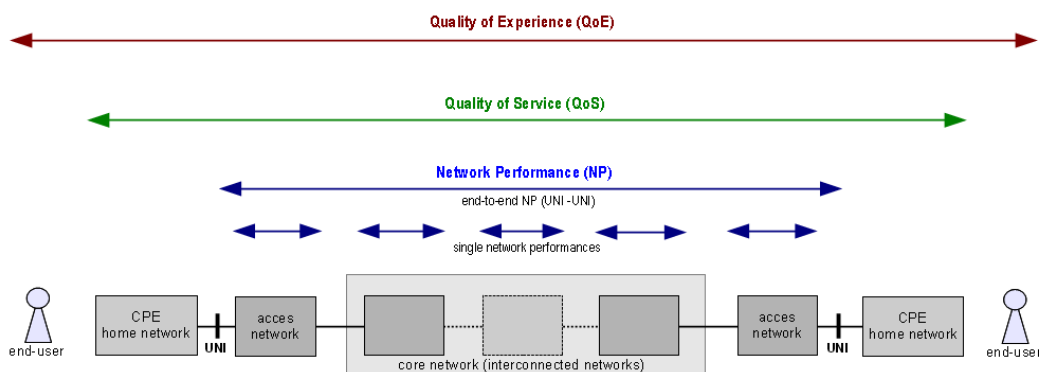 Quality of Experience (QoE)
Quality of Service (QoS)
Network Performance (NP)
end-to-end NP (UNI -UNI)
single network performances
CPE
home network
UNI
acces
network
acces
network
UNI
CPE
home network
end-user
core network (interconnected networks)
end-user